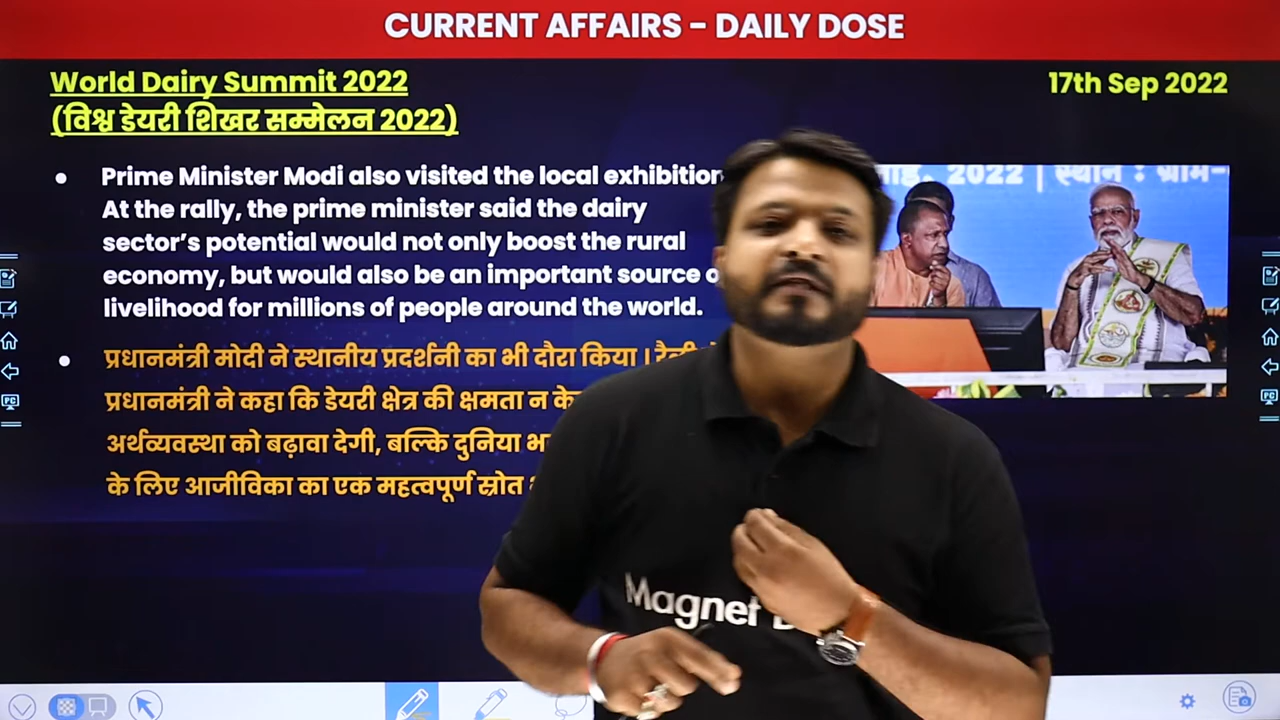 CURRENT AFFAIRS – DAILY DOSE
World Dairy Summit 2022
17th Sep 2022
(विश्व डेयरी शिखर सम्मेलन 2022)
Prime Minister Modi also visited the local exhibition
At the rally, the prime minister said the dairy
sector's potential would not only boost the rural
economy, but would also be an important source
livelihood for millions of people around the world.
प्रधानमंत्री मोदी ने स्थानीय प्रदर्शनी का भी दौरा किया । रैली
प्रधानमंत्री ने कहा कि डेयरी क्षेत्र की क्षमता न
अर्थव्यवस्था को बढ़ावा देगी, बल्कि दुनिया
के लिए आजीविका का एक महत्वपूर्ण स्रोत
2022 | स्थान : ग्राम-
Magnet
PC
PC